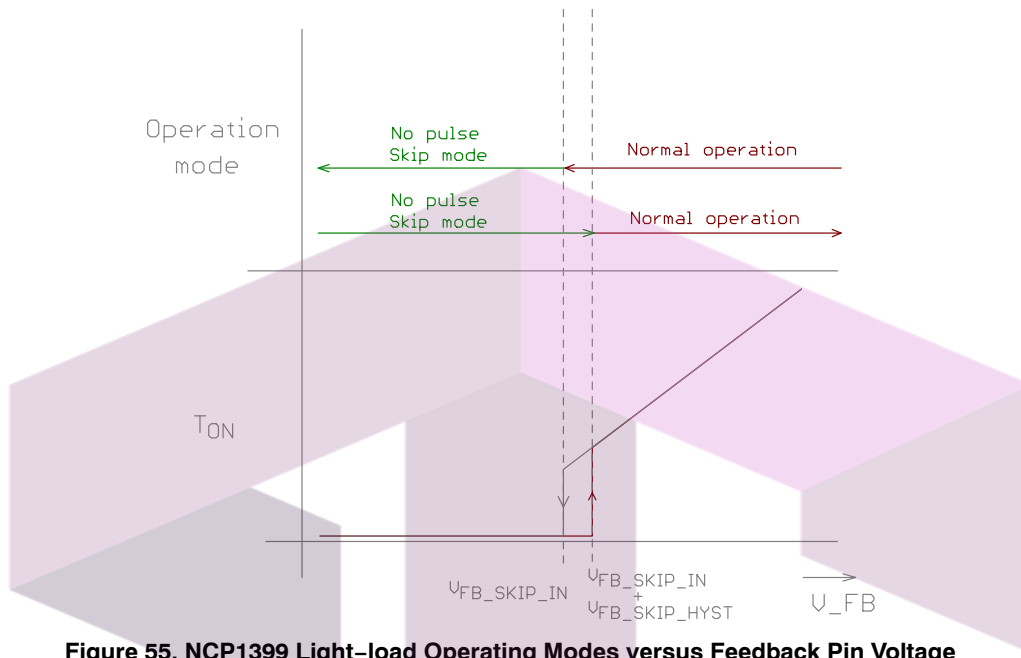 Operation
mode
No pulse
Skip mode
Normal operation
No pulse
Skip mode
Normal operation
TON
VFB_SKIP_IN
VFB_SKIP_IN
+
VFB_SKIP_HYST
V_FB
Figure 55. NCP1399 Light−load Operating Modes versus Feedback Pin Voltage